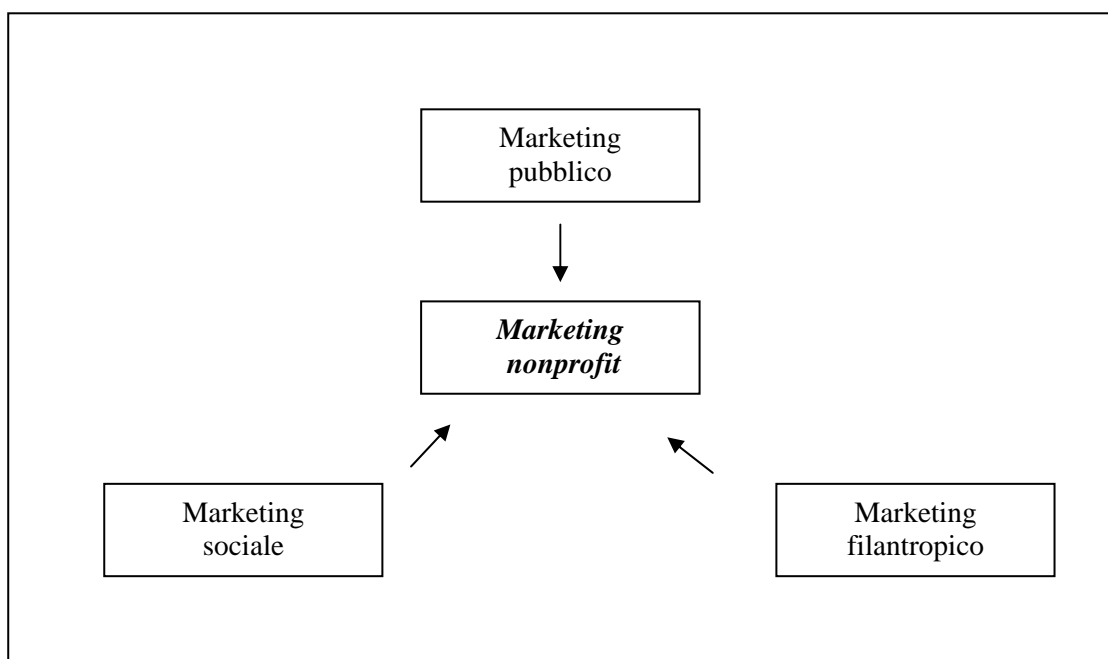 Marketing
pubblico
Marketing
nonprofit
Marketing
sociale
Marketing
filantropico